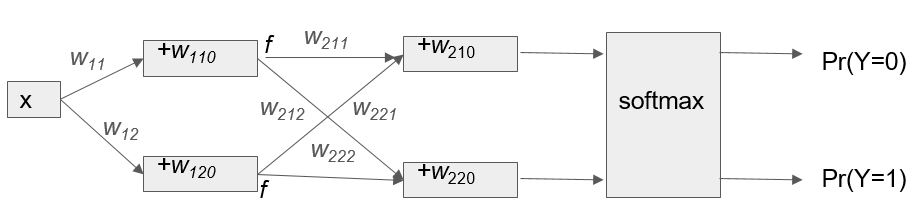 +w110
f
w211
+w210
w11
Pr(Y=0)
x
w212
w221
softmax
w12
w222
+w120
f
+w220
Pr(Y=1)